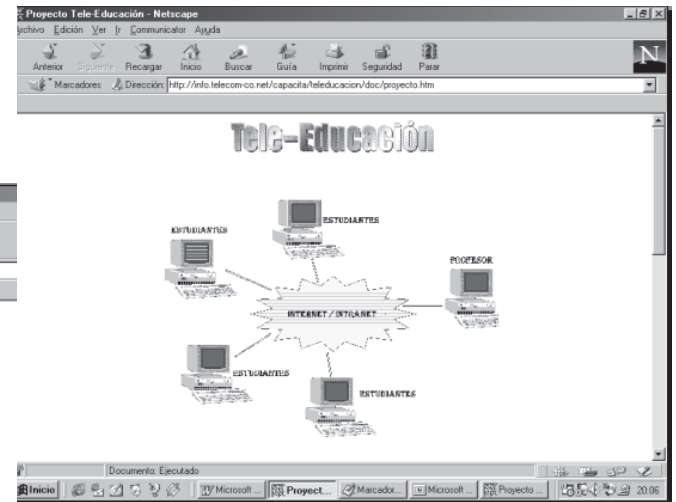 Proyecto Tele-Educación - Netscape
Archivo Edición Ver Ir Communicator Ayuda
Anterior Siguiente Recargar Inicio Buscar Guía Imprimir Seguridad Parar
N
Marcadores Dirección: http://info.telecom-co.net/capacita/teleducacion/doc/proyecto.htm
Tele-Educación
ESTUDIANTES
ESTUDIANTES
PROFESOR
INTERNET / INTRANET
ESTUDIANTES
ESTUDIANTES
Documento: Ejecutado
Inicio Microsoft ... Proyect... Marcador... Microsoft ... Proyecto ... 20:06